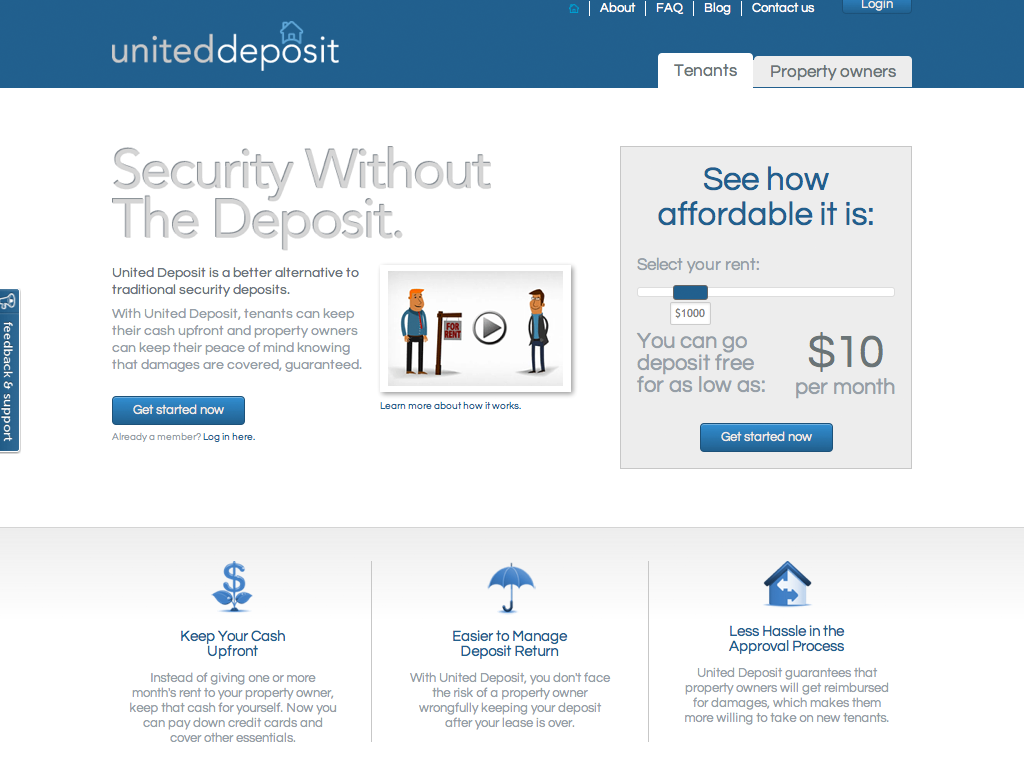 About
FAQ
Blog
Contact us
Login
uniteddeposit
Tenants
Property owners
Security Without
The Deposit.
United Deposit is a better alternative to
traditional security deposits.
With United Deposit, tenants can keep
their cash upfront and property owners
can keep their peace of mind knowing
that damages are covered, guaranteed.
Get started now
Already a member? Log in here.
FOR
RENT
Learn more about how it works.
See how
affordable it is:
Select your rent:
$1000
You can go
deposit free
for as low as:
$10
per month
Get started now
feedback & support
Keep Your Cash
Upfront
Instead of giving one or more
month's rent to your property owner,
keep that cash for yourself. Now you
can pay down credit cards and
cover other essentials.
Easier to Manage
Deposit Return
With United Deposit, you don't face
the risk of a property owner
wrongfully keeping your deposit
after your lease is over.
Less Hassle in the
Approval Process
United Deposit guarantees that
property owners will get reimbursed
for damages, which makes them
more willing to take on new tenants.